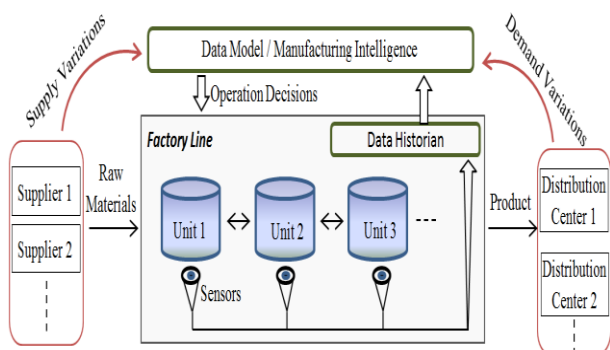 Data Model / Manufacturing Intelligence
Supply Variations
Demand Variations
Operation Decisions
Factory Line
Data Historian
Supplier 1
Supplier 2
Raw
Materials
Unit 1
Unit 2
Unit 3
Sensors
Product
Distribution
Center 1
Distribution
Center 2